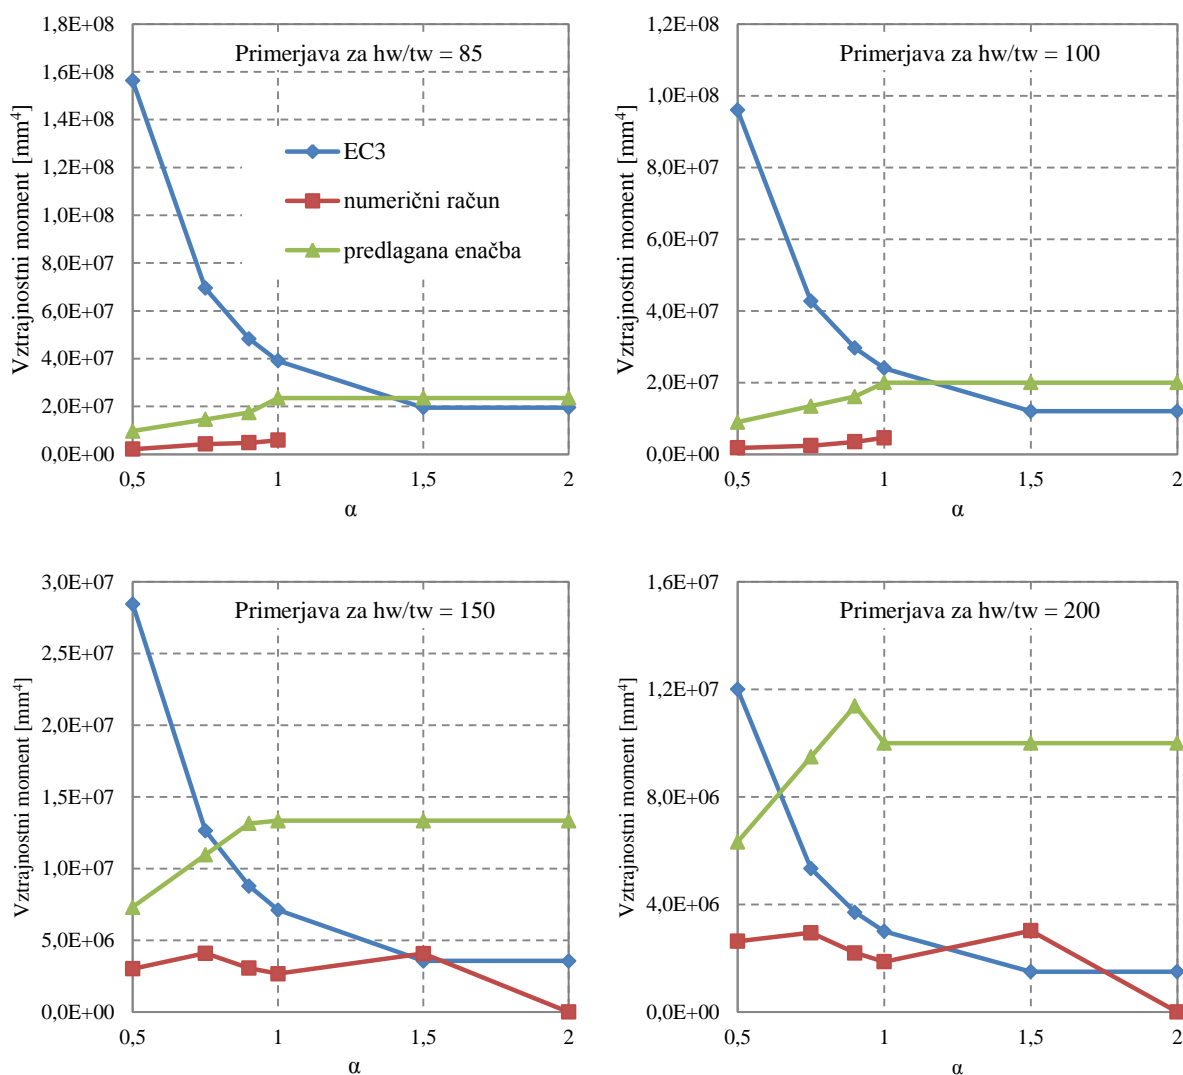 Primerjava za hw/tw = 85
Vztrajnostni moment [mm⁴]
1,8E+08
1,6E+08
1,4E+08
1,2E+08
1,0E+08
8,0E+07
6,0E+07
4,0E+07
2,0E+07
0,0E+00
EC3
numerični račun
predlagana enačba
0,5
1
1,5
2
α
Primerjava za hw/tw = 100
Vztrajnostni moment [mm⁴]
1,2E+08
1,0E+08
8,0E+07
6,0E+07
4,0E+07
2,0E+07
0,0E+00
0,5
1
1,5
2
α
Primerjava za hw/tw = 150
Vztrajnostni moment [mm⁴]
3,0E+07
2,5E+07
2,0E+07
1,5E+07
1,0E+07
5,0E+06
0,0E+00
0,5
1
1,5
2
α
Primerjava za hw/tw = 200
Vztrajnostni moment [mm⁴]
1,6E+07
1,2E+07
8,0E+06
4,0E+06
0,0E+00
0,5
1
1,5
2
α